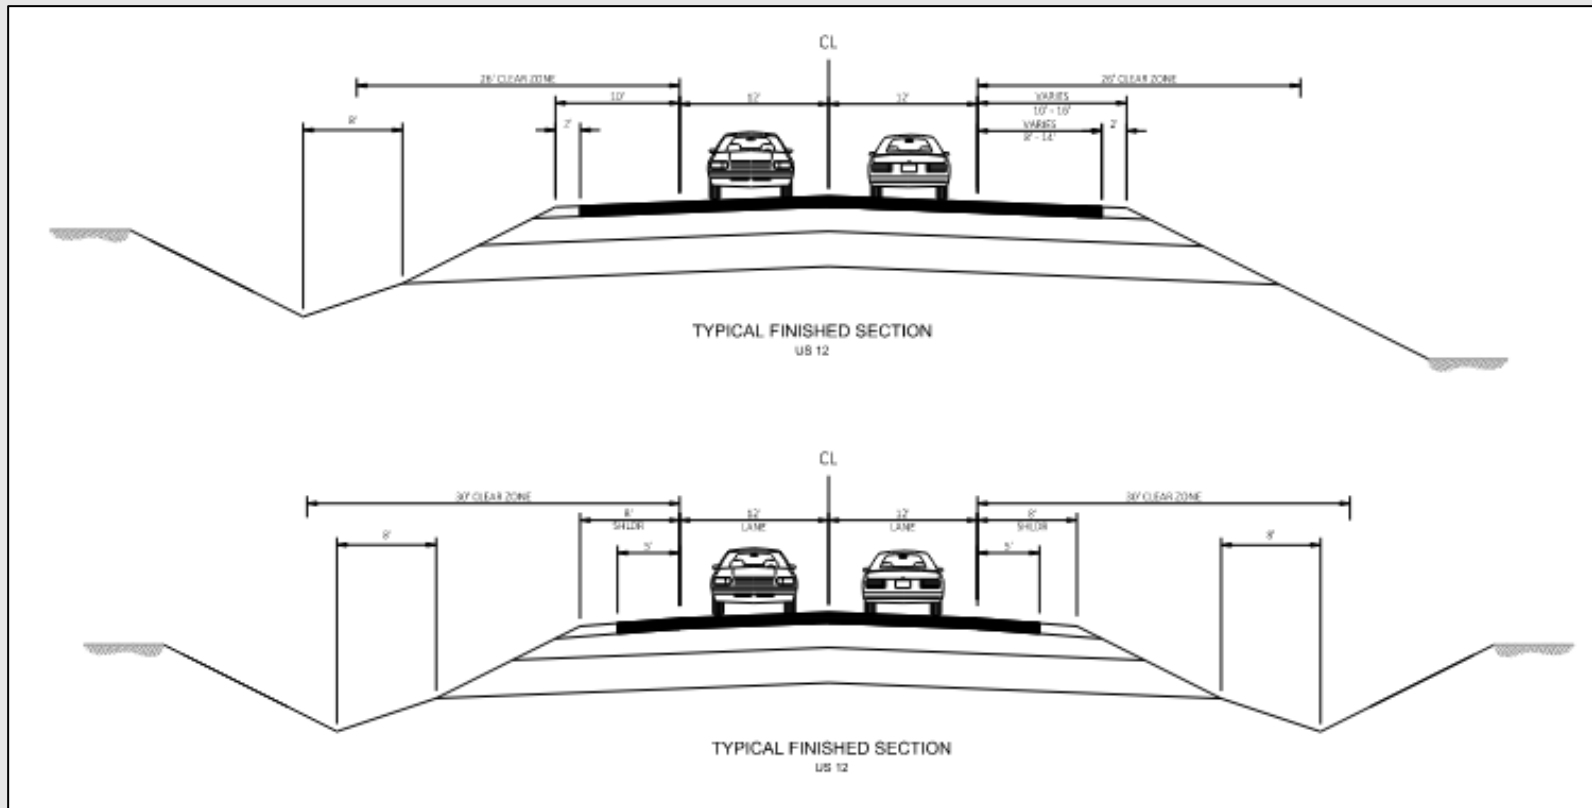 CL
26' CLEAR ZONE
26' CLEAR ZONE
10'
12'
12'
VARIES
10' - 16'
8'
2'
VARIES
8' - 14'
2'
TYPICAL FINISHED SECTION
US 12
CL
30' CLEAR ZONE
30' CLEAR ZONE
8'
SHLDR
12'
LANE
12'
LANE
8'
SHLDR
8'
5'
5'
8'
TYPICAL FINISHED SECTION
US 12